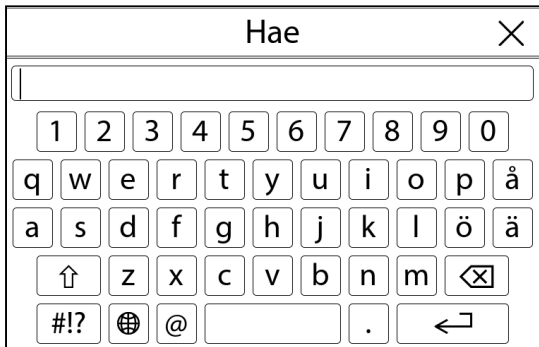 Hae
1 2 3 4 5 6 7 8 9 0
q w e r t y u i o p å
a s d f g h j k l ö ä
z x c v b n m
#!? @ .